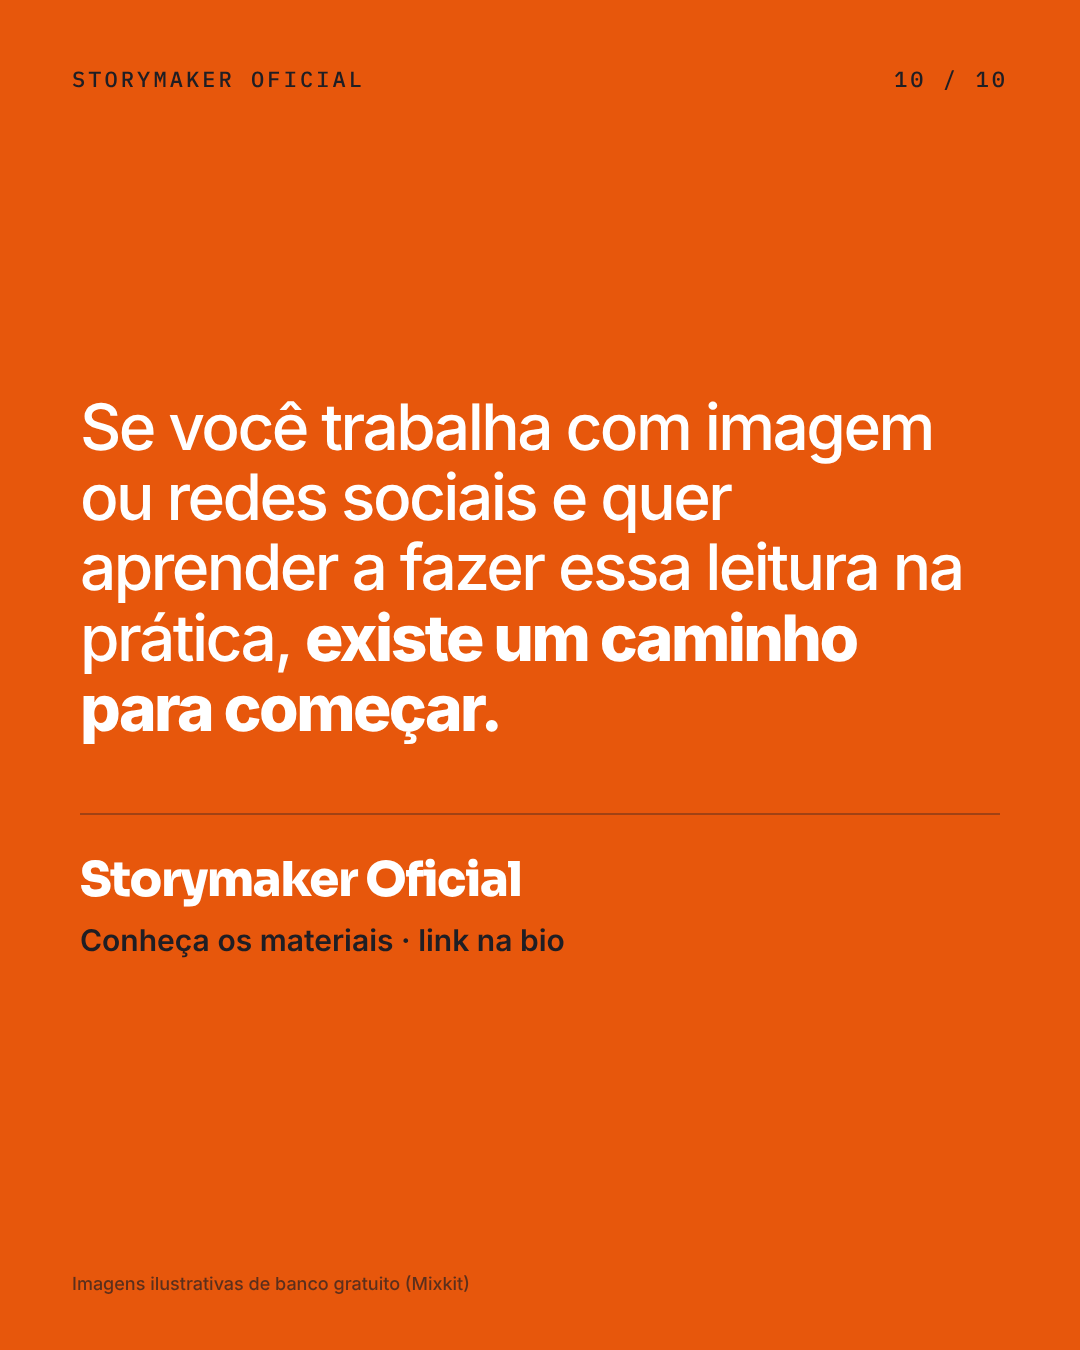 STORYMAKER OFICIAL
10 / 10
Se você trabalha com imagem
ou redes sociais e quer
aprender a fazer essa leitura na
prática, existe um caminho
para começar.
Storymaker Oficial
Conheça os materiais · link na bio
Imagens ilustrativas de banco gratuito (Mixkit)